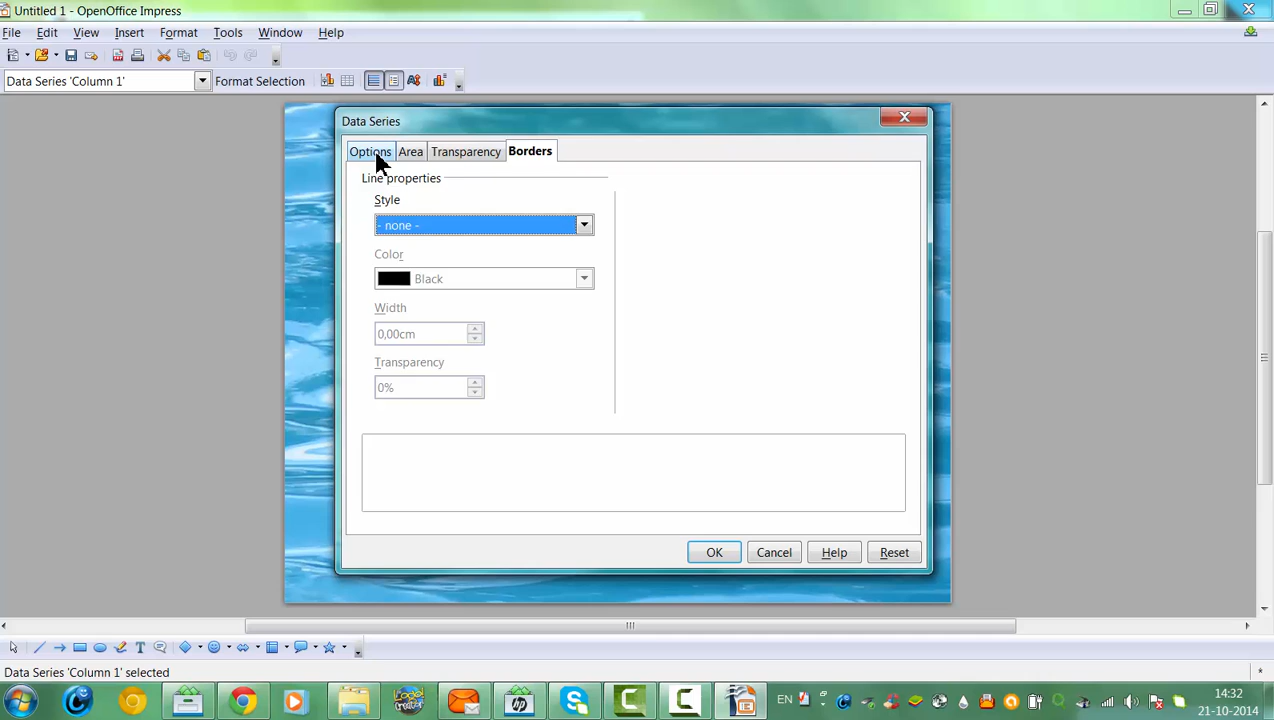 Untitled 1 - OpenOffice Impress
File Edit View Insert Format Tools Window Help
Data Series 'Column 1' Format Selection
Data Series
Options Area Transparency Borders
Line properties
Style
- none -
Color
Black
Width
0,00cm
Transparency
0%
OK Cancel Help Reset
Data Series 'Column 1' selected
EN
14:32
21-10-2014